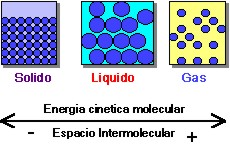 Solido Liquido Gas
Energia cinetica molecular
- Espacio Intermolecular +